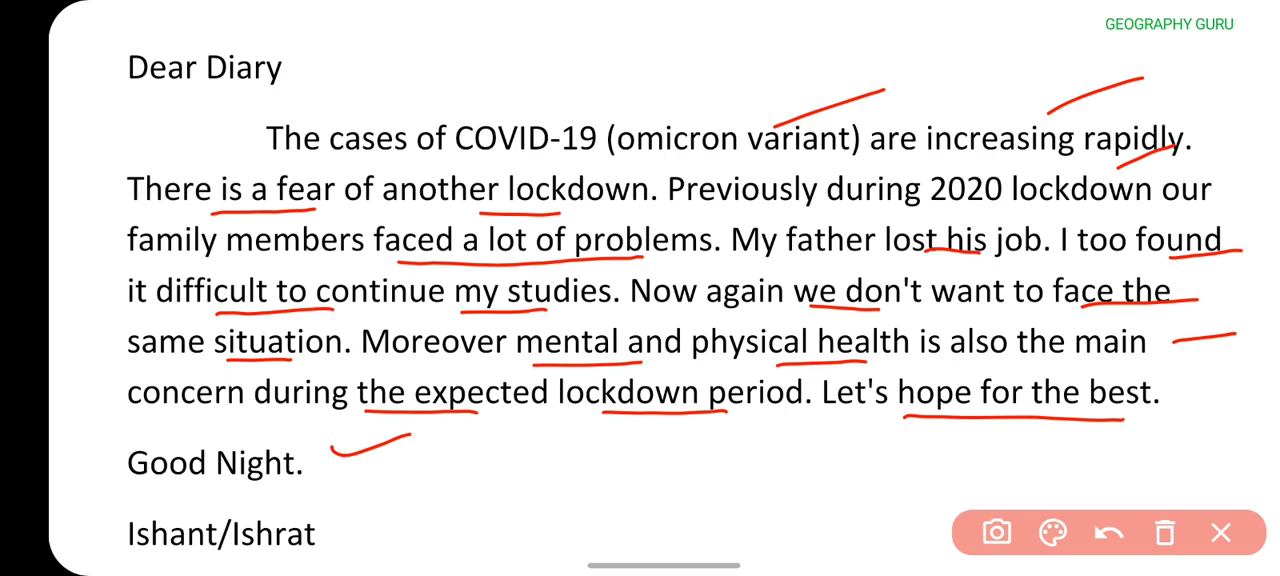 GEOGRAPHY GURU
Dear Diary
The cases of COVID-19 (omicron variant) are increasing rapidly.
There is a fear of another lockdown. Previously during 2020 lockdown our
family members faced a lot of problems. My father lost his job. I too found
it difficult to continue my studies. Now again we don't want to face the
same situation. Moreover mental and physical health is also the main
concern during the expected lockdown period. Let's hope for the best.
Good Night.
Ishant/Ishrat